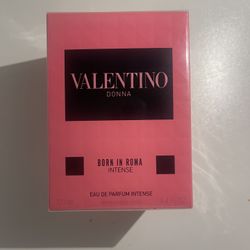 VALENTINO
DONNA
BORN IN ROMA
INTENSE
EAU DE PARFUM INTENSE